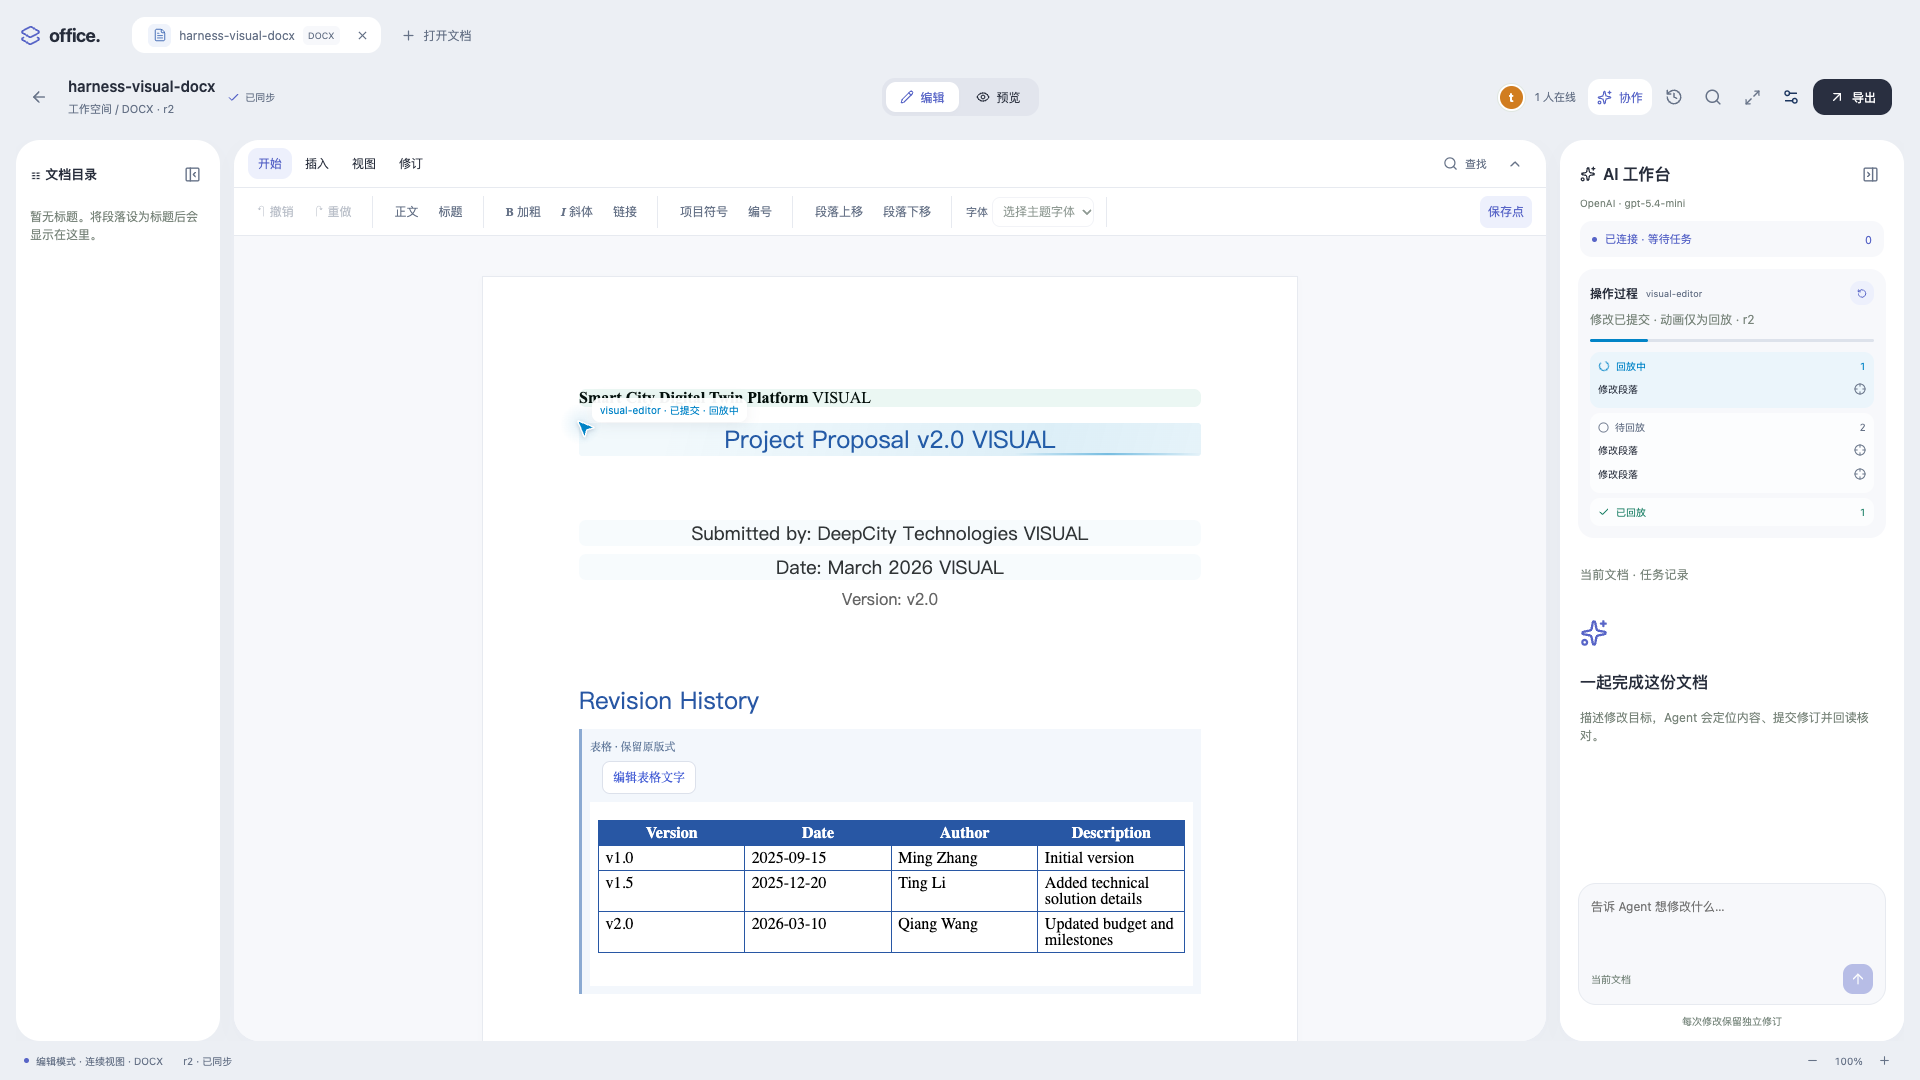 office.
harness-visual-docx DOCX
打开文档
harness-visual-docx
工作空间 / DOCX · r2
已同步
编辑
预览
t
1 人在线
协作
导出
文档目录
暂无标题。将段落设为标题后会
显示在这里。
开始 插入 视图 修订
查找
撤销 重做 正文 标题 B 加粗 I 斜体 链接 项目符号 编号 段落上移 段落下移 字体 选择主题字体
保存点
Smart City Digital Twin Platform VISUAL
visual-editor · 已提交 · 回放中
Project Proposal v2.0 VISUAL
Submitted by: DeepCity Technologies VISUAL
Date: March 2026 VISUAL
Version: v2.0
Revision History
表格 · 保留原版式
编辑表格文字
Version Date Author Description
v1.0 2025-09-15 Ming Zhang Initial version
v1.5 2025-12-20 Ting Li Added technical
solution details
v2.0 2026-03-10 Qiang Wang Updated budget and
milestones
AI 工作台
OpenAI · gpt-5.4-mini
已连接 · 等待任务 0
操作过程 visual-editor
修改已提交 · 动画仅为回放 · r2
回放中 1
修改段落
待回放 2
修改段落
修改段落
已回放 1
当前文档 · 任务记录
一起完成这份文档
描述修改目标，Agent 会定位内容、提交修订并回读核
对。
告诉 Agent 想修改什么...
当前文档
每次修改保留独立修订
编辑模式 · 连续视图 · DOCX
r2 · 已同步
100%